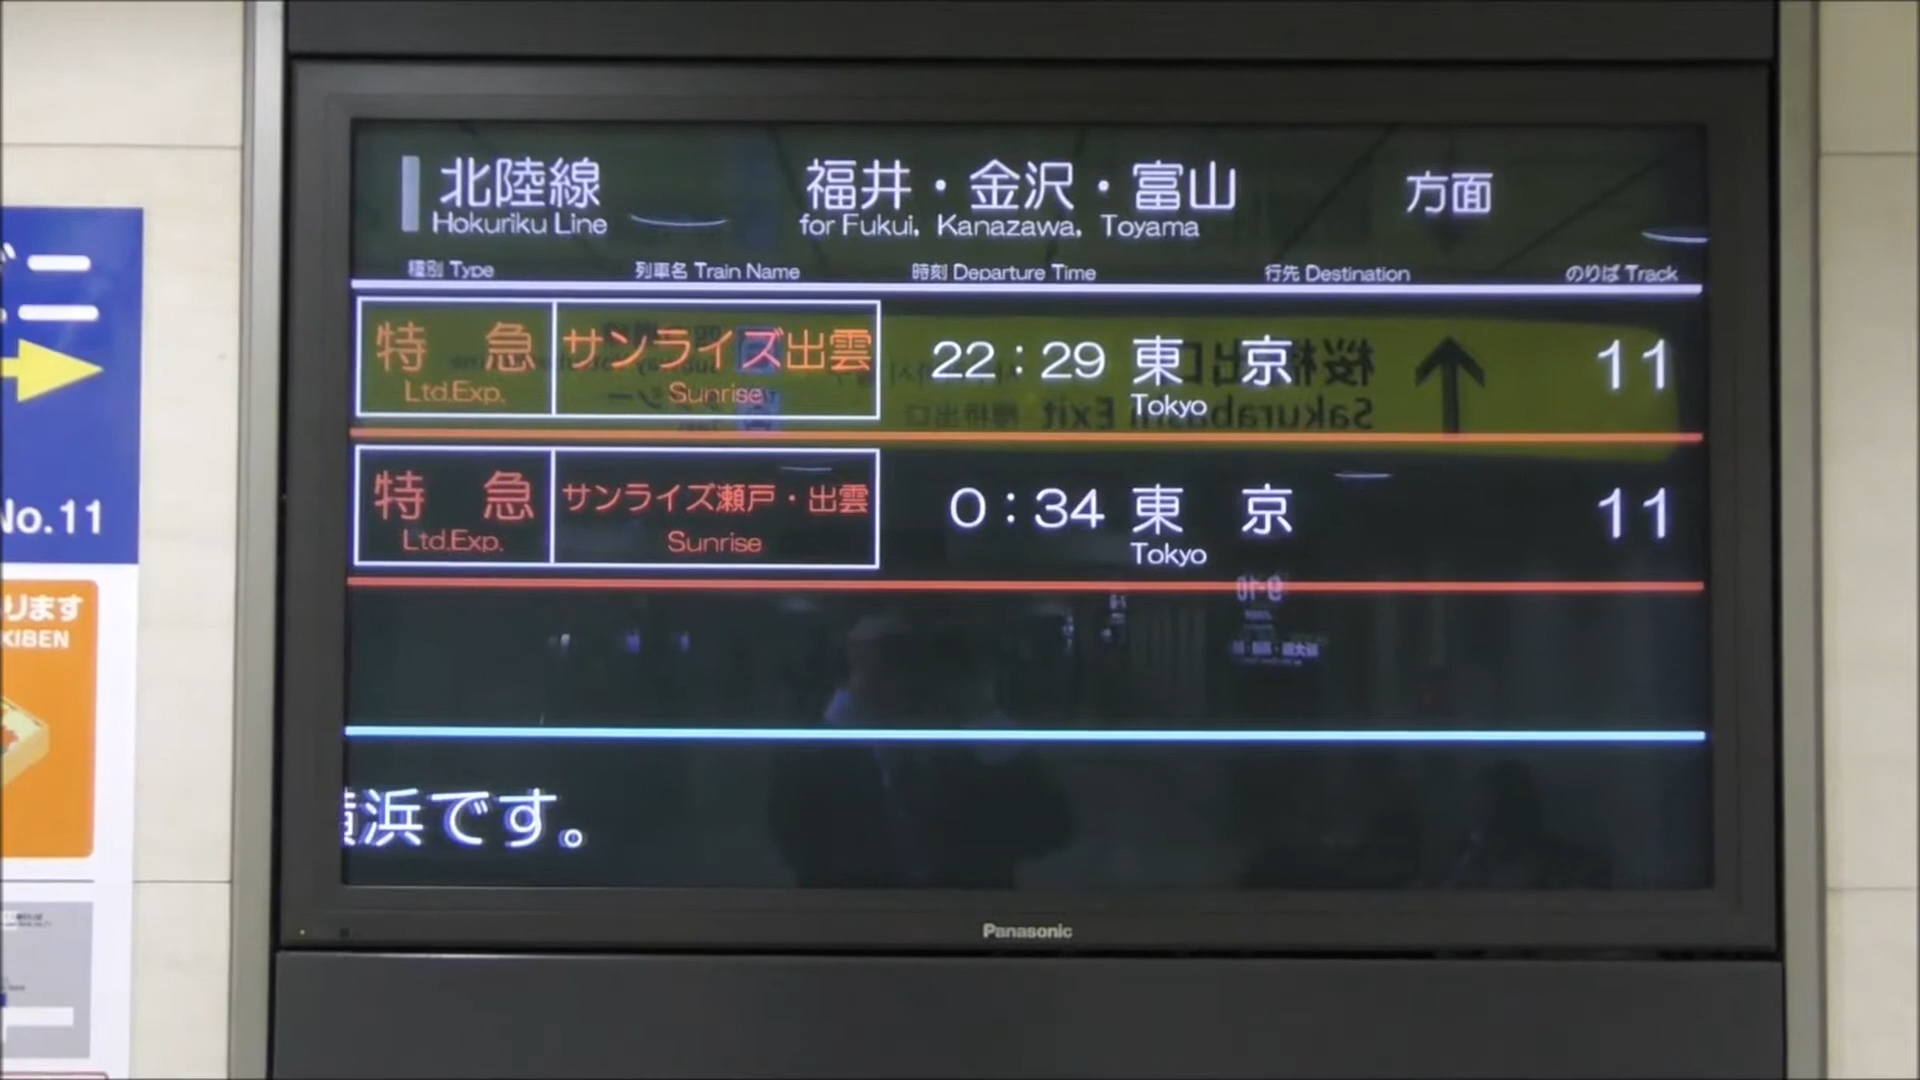 北陸線 福井・金沢・富山 方面
Hokuriku Line for Fukui, Kanazawa, Toyama
種別 Type 列車名 Train Name 時刻 Departure Time 行先 Destination のりば Track
特 急 サンライズ出雲 22:29 東 京 11
Ltd.Exp. Sunrise Tokyo
特 急 サンライズ瀬戸・出雲 0:34 東 京 11
Ltd.Exp. Sunrise Tokyo
浜です。
Panasonic
No.11
ります
KIBEN
Sakurabashi Exit